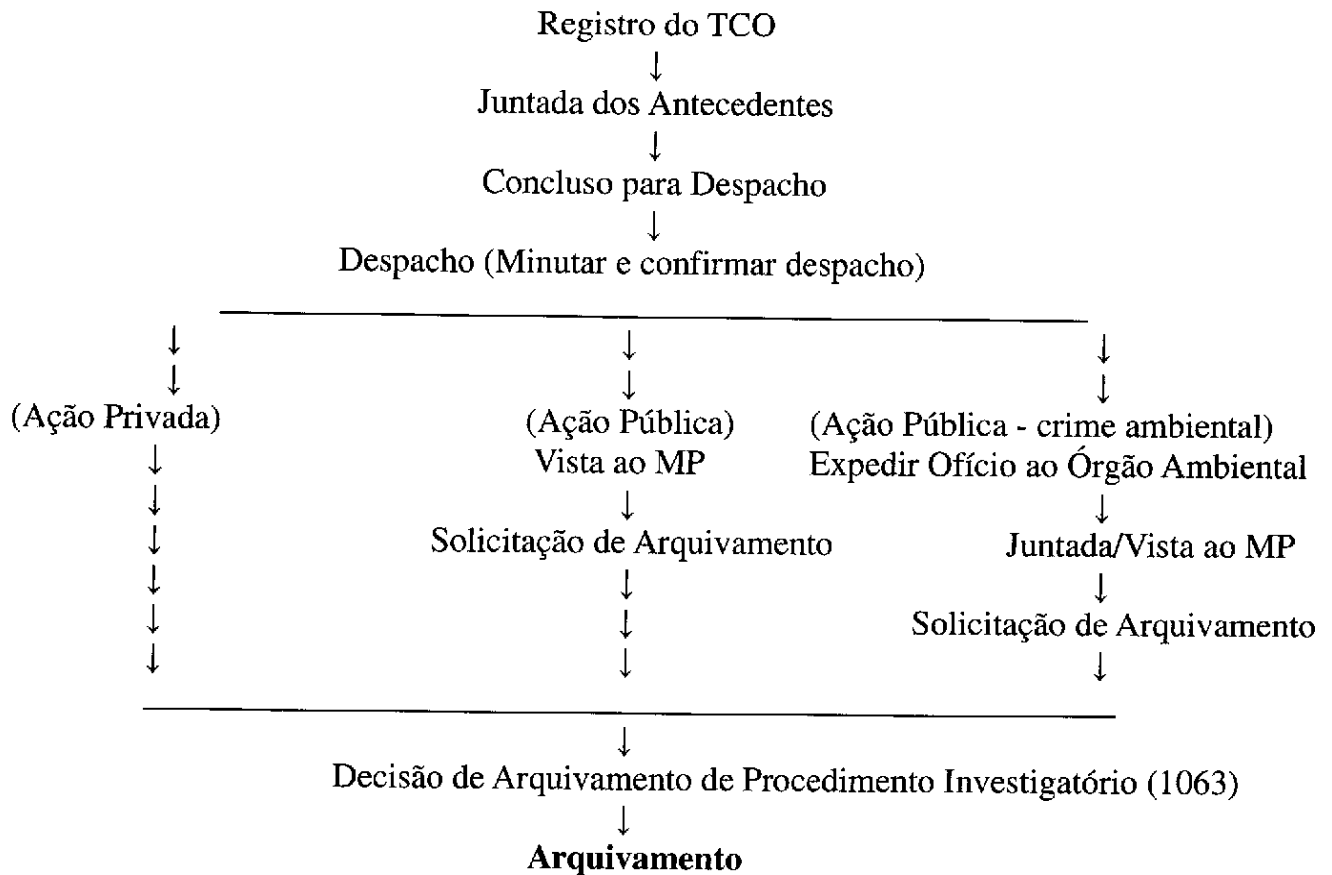 Registro do TCO
↓
Juntada dos Antecedentes
↓
Concluso para Despacho
↓
Despacho (Minutar e confirmar despacho)
↓ ↓ ↓
↓ ↓ ↓
(Ação Privada) (Ação Pública) (Ação Pública - crime ambiental)
↓ Vista ao MP Expedir Ofício ao Órgão Ambiental
↓ ↓ ↓
↓ Solicitação de Arquivamento Juntada/Vista ao MP
↓ ↓ ↓
↓ ↓ Solicitação de Arquivamento
↓ ↓ ↓
↓
Decisão de Arquivamento de Procedimento Investigatório (1063)
↓
Arquivamento